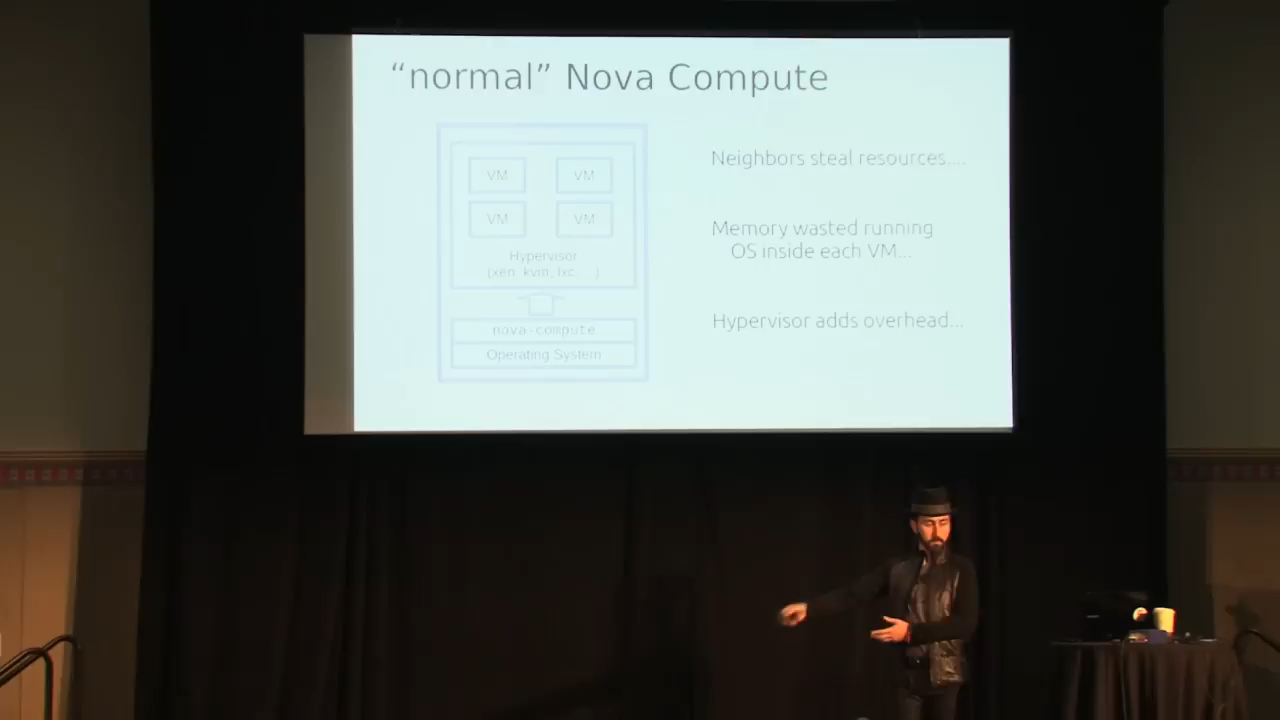 “normal” Nova Compute
VM VM
VM VM
Hypervisor
(xen, kvm, lxc ...)
nova-compute
Operating System
Neighbors steal resources....
Memory wasted running
OS inside each VM...
Hypervisor adds overhead...